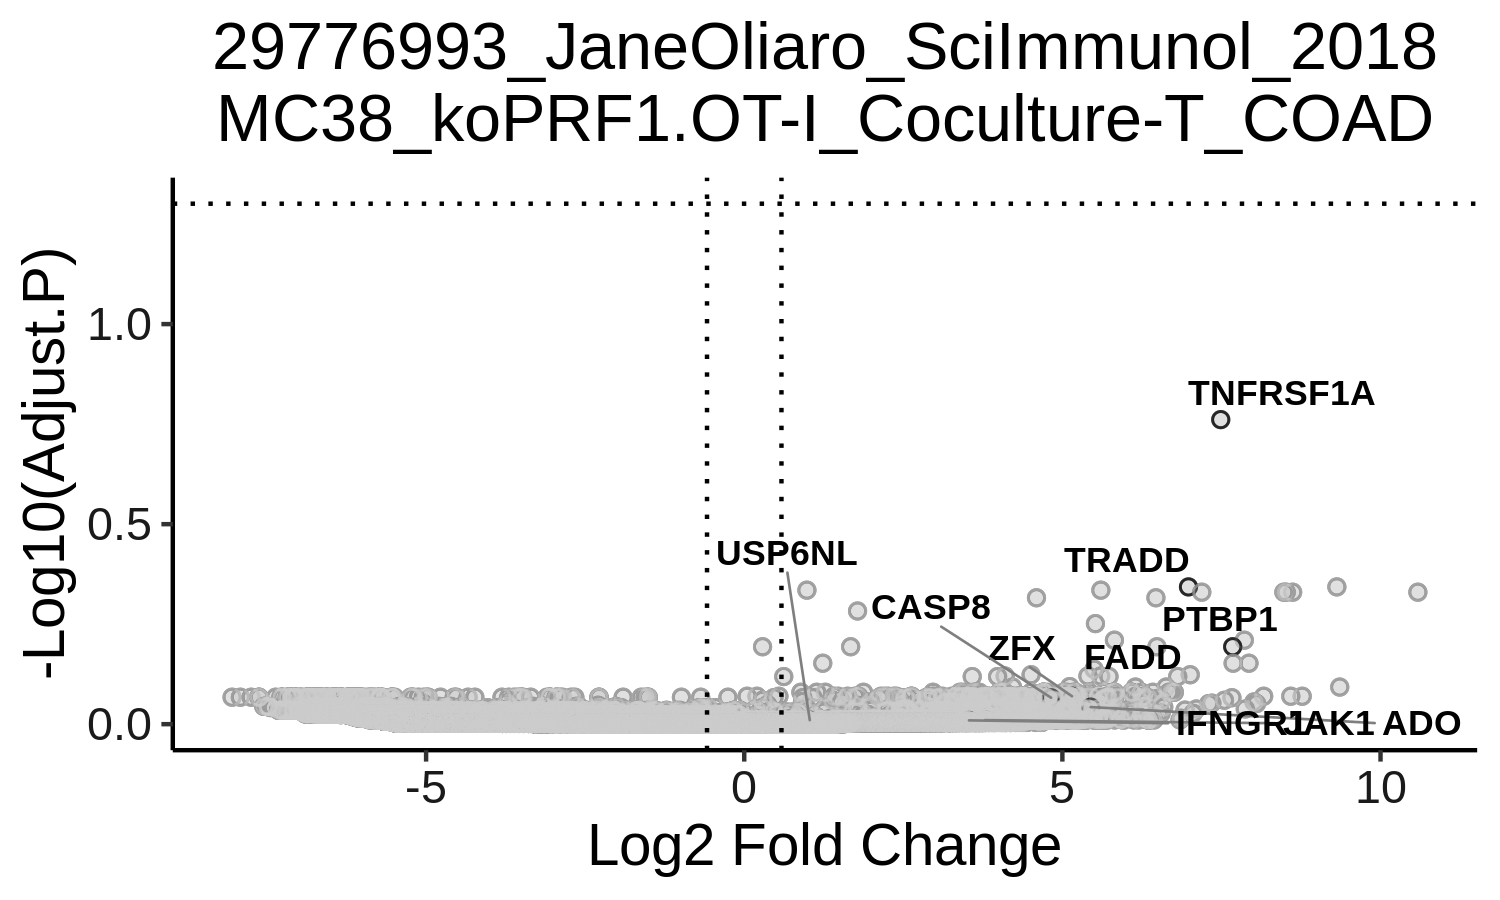 29776993_JaneOliaro_SciImmunol_2018
MC38_koPRF1.OT-I_Coculture-T_COAD
-Log10(Adjust.P)
1.0
0.5
0.0
TNFRSF1A
USP6NL
TRADD
CASP8
PTBP1
ZFX
FADD
IFNGR1
JAK1
ADO
-5
0
5
10
Log2 Fold Change